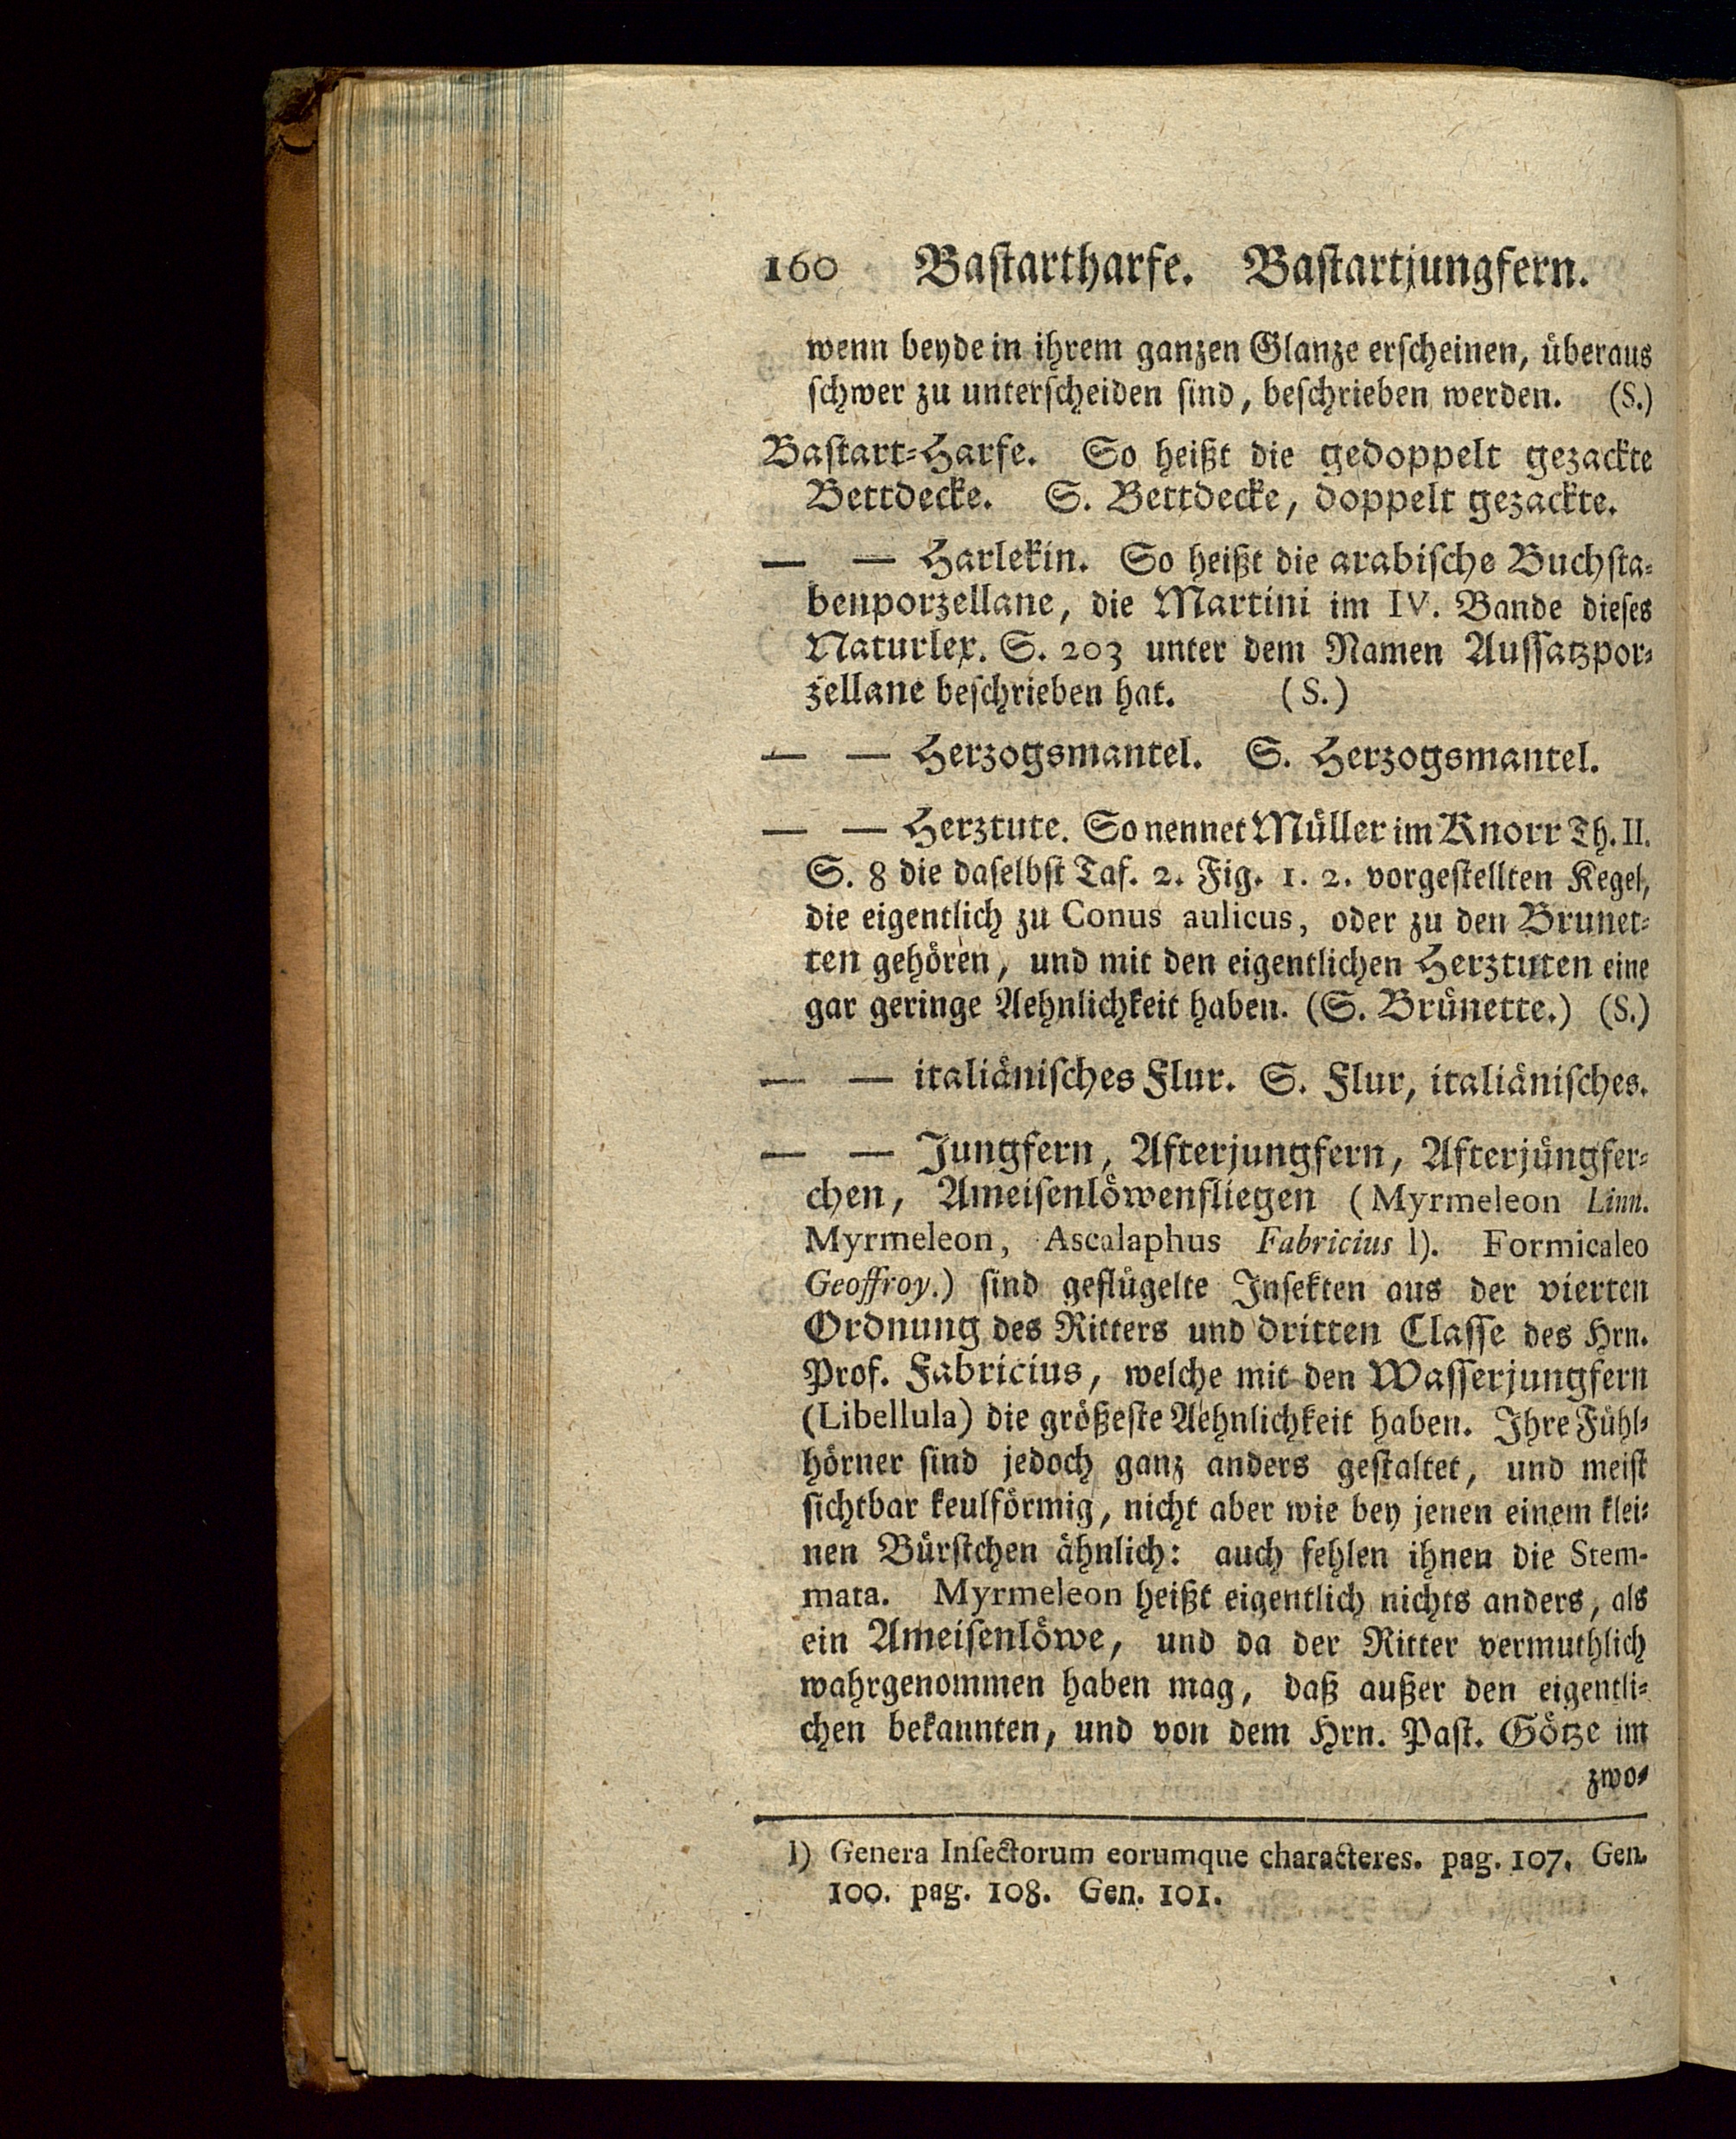 160 Baſtartharfe. Baſtartjungfern.
wenn beyde in ihrem ganzen Glanze erſcheinen, überaus
ſchwer zu unterſcheiden ſind, beſchrieben werden. (S.)
Baſtart-Harfe. So heißt die gedoppelt gezackte
Bettdecke. S. Bettdecke, doppelt gezackte.
— — Harlekin. So heißt die arabiſche Buchſta-
benporzellane, die Martini im IV. Bande dieſes
Naturlex. S. 203 unter dem Namen Auſſatzpor-
zellane beſchrieben hat. (S.)
— — Herzogsmantel. S. Herzogsmantel.
— — Herztute. So nennet Müller im Knorr Th. II.
S. 8 die daſelbſt Taf. 2. Fig. 1. 2. vorgeſtellten Kegel,
die eigentlich zu Conus aulicus, oder zu den Brunet-
ten gehören, und mit den eigentlichen Herztuten eine
gar geringe Aehnlichkeit haben. (S. Brünette.) (S.)
— — italiäniſches Flur. S. Flur, italiäniſches.
— — Jungfern, Afterjungfern, Afterjüngfer-
chen, Ameiſenlöwenfliegen (Myrmeleon Linn.
Myrmeleon, Ascalaphus Fabricius l). Formicaleo
Geoffroy.) ſind geflügelte Inſekten aus der vierten
Ordnung des Ritters und dritten Claſſe des Hrn.
Prof. Fabricius, welche mit den Waſſerjungfern
(Libellula) die größeſte Aehnlichkeit haben. Ihre Fühl-
hörner ſind jedoch ganz anders geſtaltet, und meiſt
ſichtbar keulförmig, nicht aber wie bey jenen einem klei-
nen Bürſtchen ähnlich: auch fehlen ihnen die Stem-
mata. Myrmeleon heißt eigentlich nichts anders, als
ein Ameiſenlöwe, und da der Ritter vermuthlich
wahrgenommen haben mag, daß außer den eigentli-
chen bekannten, und von dem Hrn. Paſt. Götze im
zwo-
l) Genera Inſectorum eorumque characteres. pag. 107. Gen.
100. pag. 108. Gen. 101.